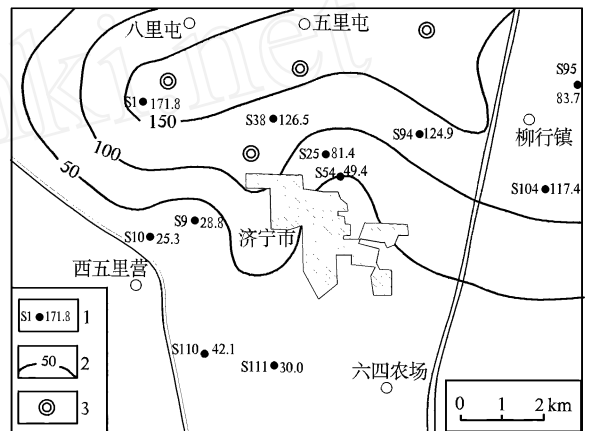 nki.net
八里屯
五里屯
S1 171.8
150
S38 126.5
S94 124.9
S95
83.7
柳行镇
100
50
S25 81.4
S54 49.4
S104 117.4
S9 28.8
S10 25.3
济宁市
西五里营
S1 171.8 1
50 2
3
S110 42.1
S111 30.0
六四农场
0 1 2 km